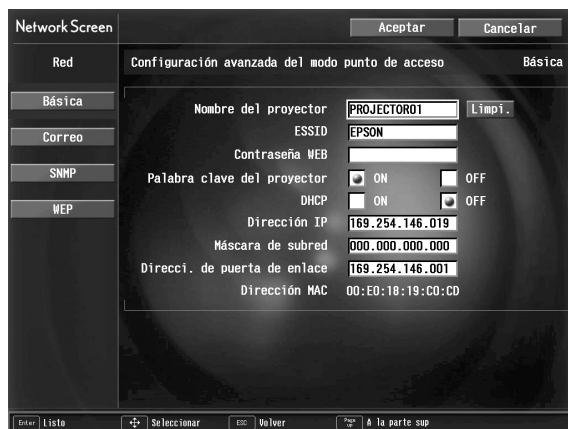 Network Screen
Aceptar
Cancelar
Red
Configuración avanzada del modo punto de acceso
Básica
Básica
Correo
SNMP
WEP
Nombre del proyector PROJECTOR01 Limpi.
ESSID EPSON
Contraseña WEB
Palabra clave del proyector ON OFF
DHCP ON OFF
Dirección IP 169.254.146.019
Máscara de subred 000.000.000.000
Direcci. de puerta de enlace 169.254.146.001
Dirección MAC 00:E0:18:19:C0:CD
Enter Listo Seleccionar ESC Volver Page UP A la parte sup